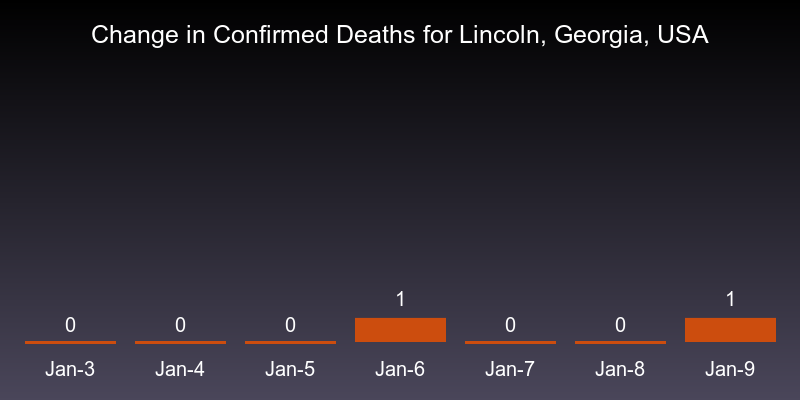 Change in Confirmed Deaths for Lincoln, Georgia, USA
0 0 0 1 0 0 1
Jan-3 Jan-4 Jan-5 Jan-6 Jan-7 Jan-8 Jan-9